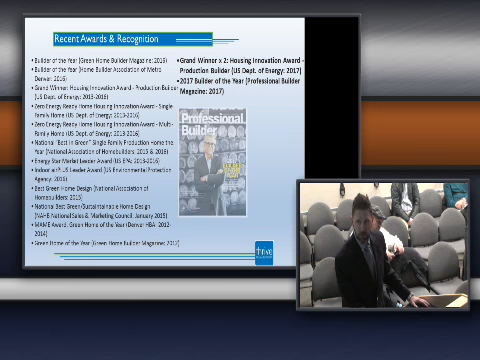 Recent Awards & Recognition
• Builder of the Year (Green Home Builder Magazine: 2016)
• Builder of the Year (Home Builder Association of Metro
Denver: 2016)
• Grand Winner: Housing Innovation Award - Production Builder
(US Dept. of Energy: 2013-2016)
• Zero Energy Ready Home Housing Innovation Award - Single
Family Home (US Dept. of Energy: 2013-2016)
• Zero Energy Ready Home Housing Innovation Award - Multi-
Family Home (US Dept. of Energy: 2013-2016)
• National "Best in Green" Single Family Production Home the
Year (National Association of Homebuilders: 2015 & 2016)
• Energy Star Market Leader Award (US EPA: 2013-2016)
• Indoor airPLUS Leader Award (US Environmental Protection
Agency: 2016)
• Best Green Home Design (National Association of
Homebuilders: 2015)
• National Best Green/Sustaintainable Home Design
(NAHB National Sales & Marketing Council: January 2015)
• MAME Award, Green Home of the Year (Denver HBA: 2012-
2014)
• Green Home of the Year (Green Home Builder Magazine: 2012)
• Grand Winner x 2: Housing Innovation Award -
Production Builder (US Dept. of Energy: 2017)
• 2017 Builder of the Year (Professional Builder
Magazine: 2017)
Professional
Builder
thrive